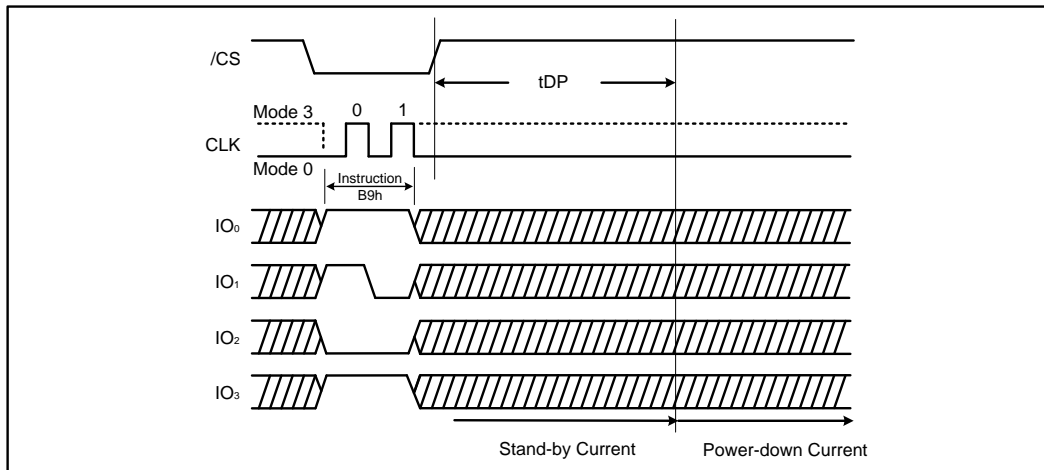 /CS
tDP
Mode 3
0
1
CLK
Mode 0
Instruction
B9h
IO₀
IO₁
IO₂
IO₃
Stand-by Current
Power-down Current